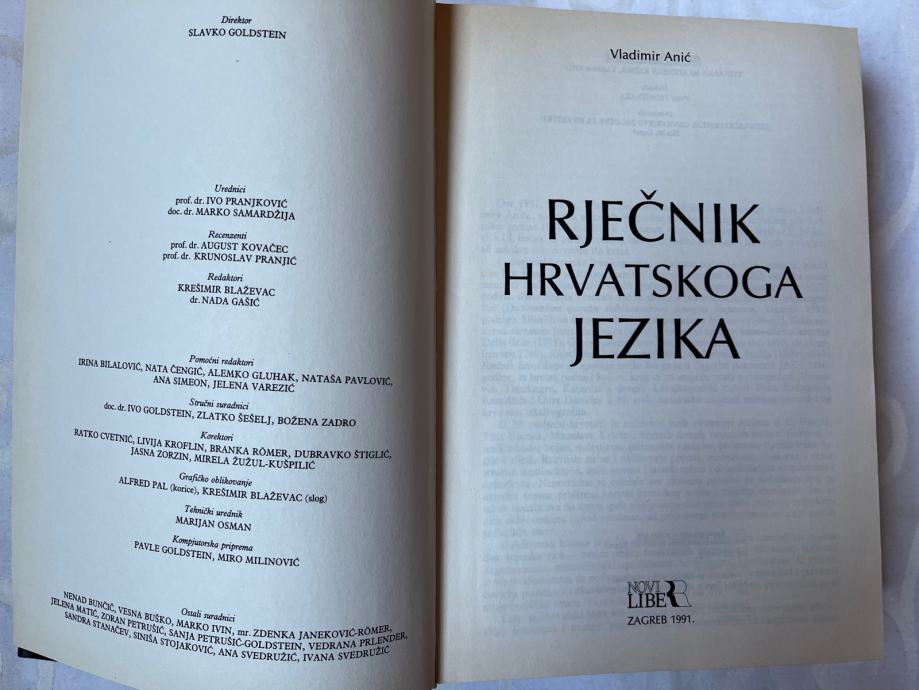 Direktor
SLAVKO GOLDSTEIN
Urednici
prof. dr. IVO PRANJKOVIĆ
doc. dr. MARKO SAMARDŽIJA
Recenzenti
prof. dr. AUGUST KOVAČEC
prof. dr. KRUNOSLAV PRANJIĆ
Redaktori
KREŠIMIR BLAŽEVAC
dr. NADA GAŠIĆ
Pomoćni redaktori
IRINA BILALOVIĆ, NATA ČENGIĆ, ALEMKO GLUHAK, NATAŠA PAVLOVIĆ,
ANA SIMEON, JELENA VAREZIĆ
Stručni suradnici
doc. dr. IVO GOLDSTEIN, ZLATKO ŠEŠELJ, BOŽENA ZADRO
Korektori
RATKO CVETNIĆ, LIVIJA KROFLIN, BRANKA RÖMER, DUBRAVKO ŠTIGLIĆ,
JASNA ZORZIN, MIRELA ŽUŽUL-KUŠPILIĆ
Grafičko oblikovanje
ALFRED PAL (korice), KREŠIMIR BLAŽEVAC (slog)
Tehnički urednik
MARIJAN OSMAN
Kompjutorska priprema
PAVLE GOLDSTEIN, MIRO MILINOVIĆ
Ostali suradnici
NENAD BUNČIĆ, VESNA BUŠKO, MARKO IVIN, mr. ZDENKA JANEKOVIĆ-RÖMER,
JELENA MATIĆ, ZORAN PETRUŠIĆ, SANJA PETRUŠIĆ-GOLDSTEIN, VEDRANA PRLENDER,
SANDRA STANAĆEV, SINIŠA STOJAKOVIĆ, ANA SVEDRUŽIĆ, IVANA SVEDRUŽIĆ
Vladimir Anić
RJEČNIK
HRVATSKOGA
JEZIKA
NOVI
LIBER
ZAGREB 1991.